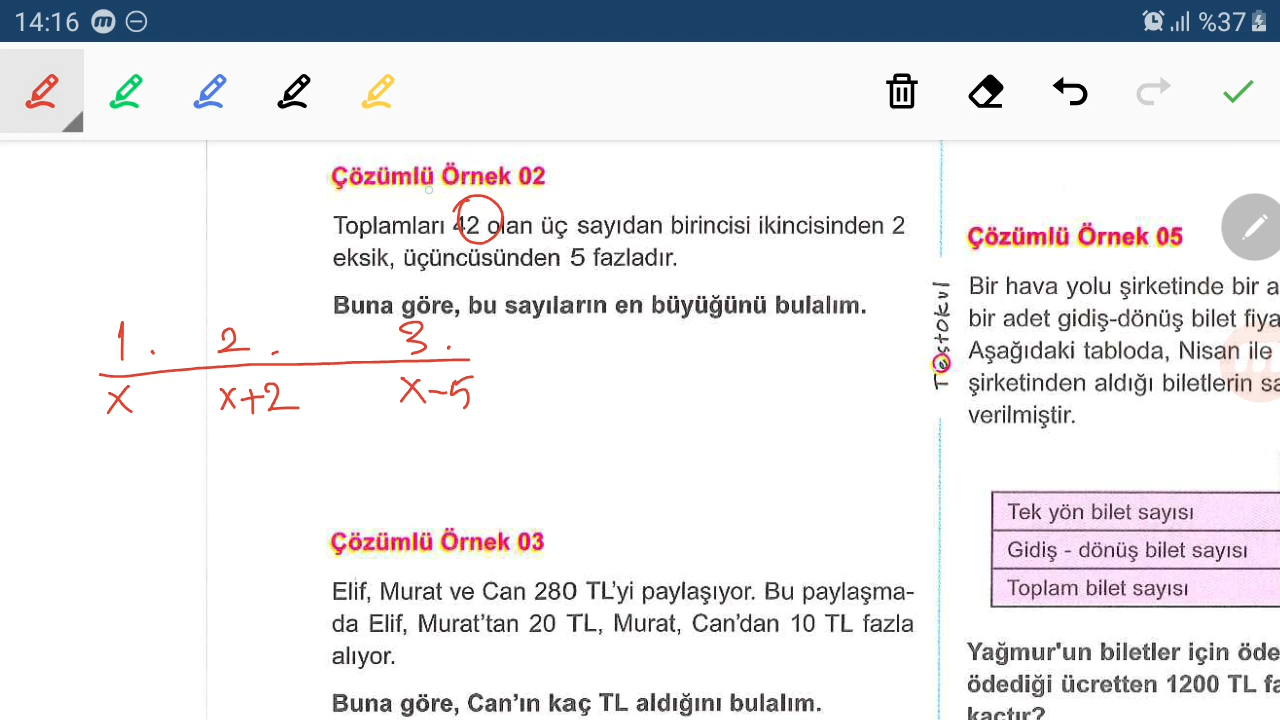 14:16
%37
Çözümlü Örnek 02
Toplamları 42 olan üç sayıdan birincisi ikincisinden 2
eksik, üçüncüsünden 5 fazladır.
Buna göre, bu sayıların en büyüğünü bulalım.
1. 2. 3.
x x+2 x-5
Çözümlü Örnek 03
Elif, Murat ve Can 280 TL'yi paylaşıyor. Bu paylaşma-
da Elif, Murat'tan 20 TL, Murat, Can'dan 10 TL fazla
alıyor.
Buna göre, Can'ın kaç TL aldığını bulalım.
TestOkul
Çözümlü Örnek 05
Bir hava yolu şirketinde bir a
bir adet gidiş-dönüş bilet fiya
Aşağıdaki tabloda, Nisan ile
şirketinden aldığı biletlerin sa
verilmiştir.
Tek yön bilet sayısı
Gidiş - dönüş bilet sayısı
Toplam bilet sayısı
Yağmur'un biletler için öde
ödediği ücretten 1200 TL fa
kaçtır?